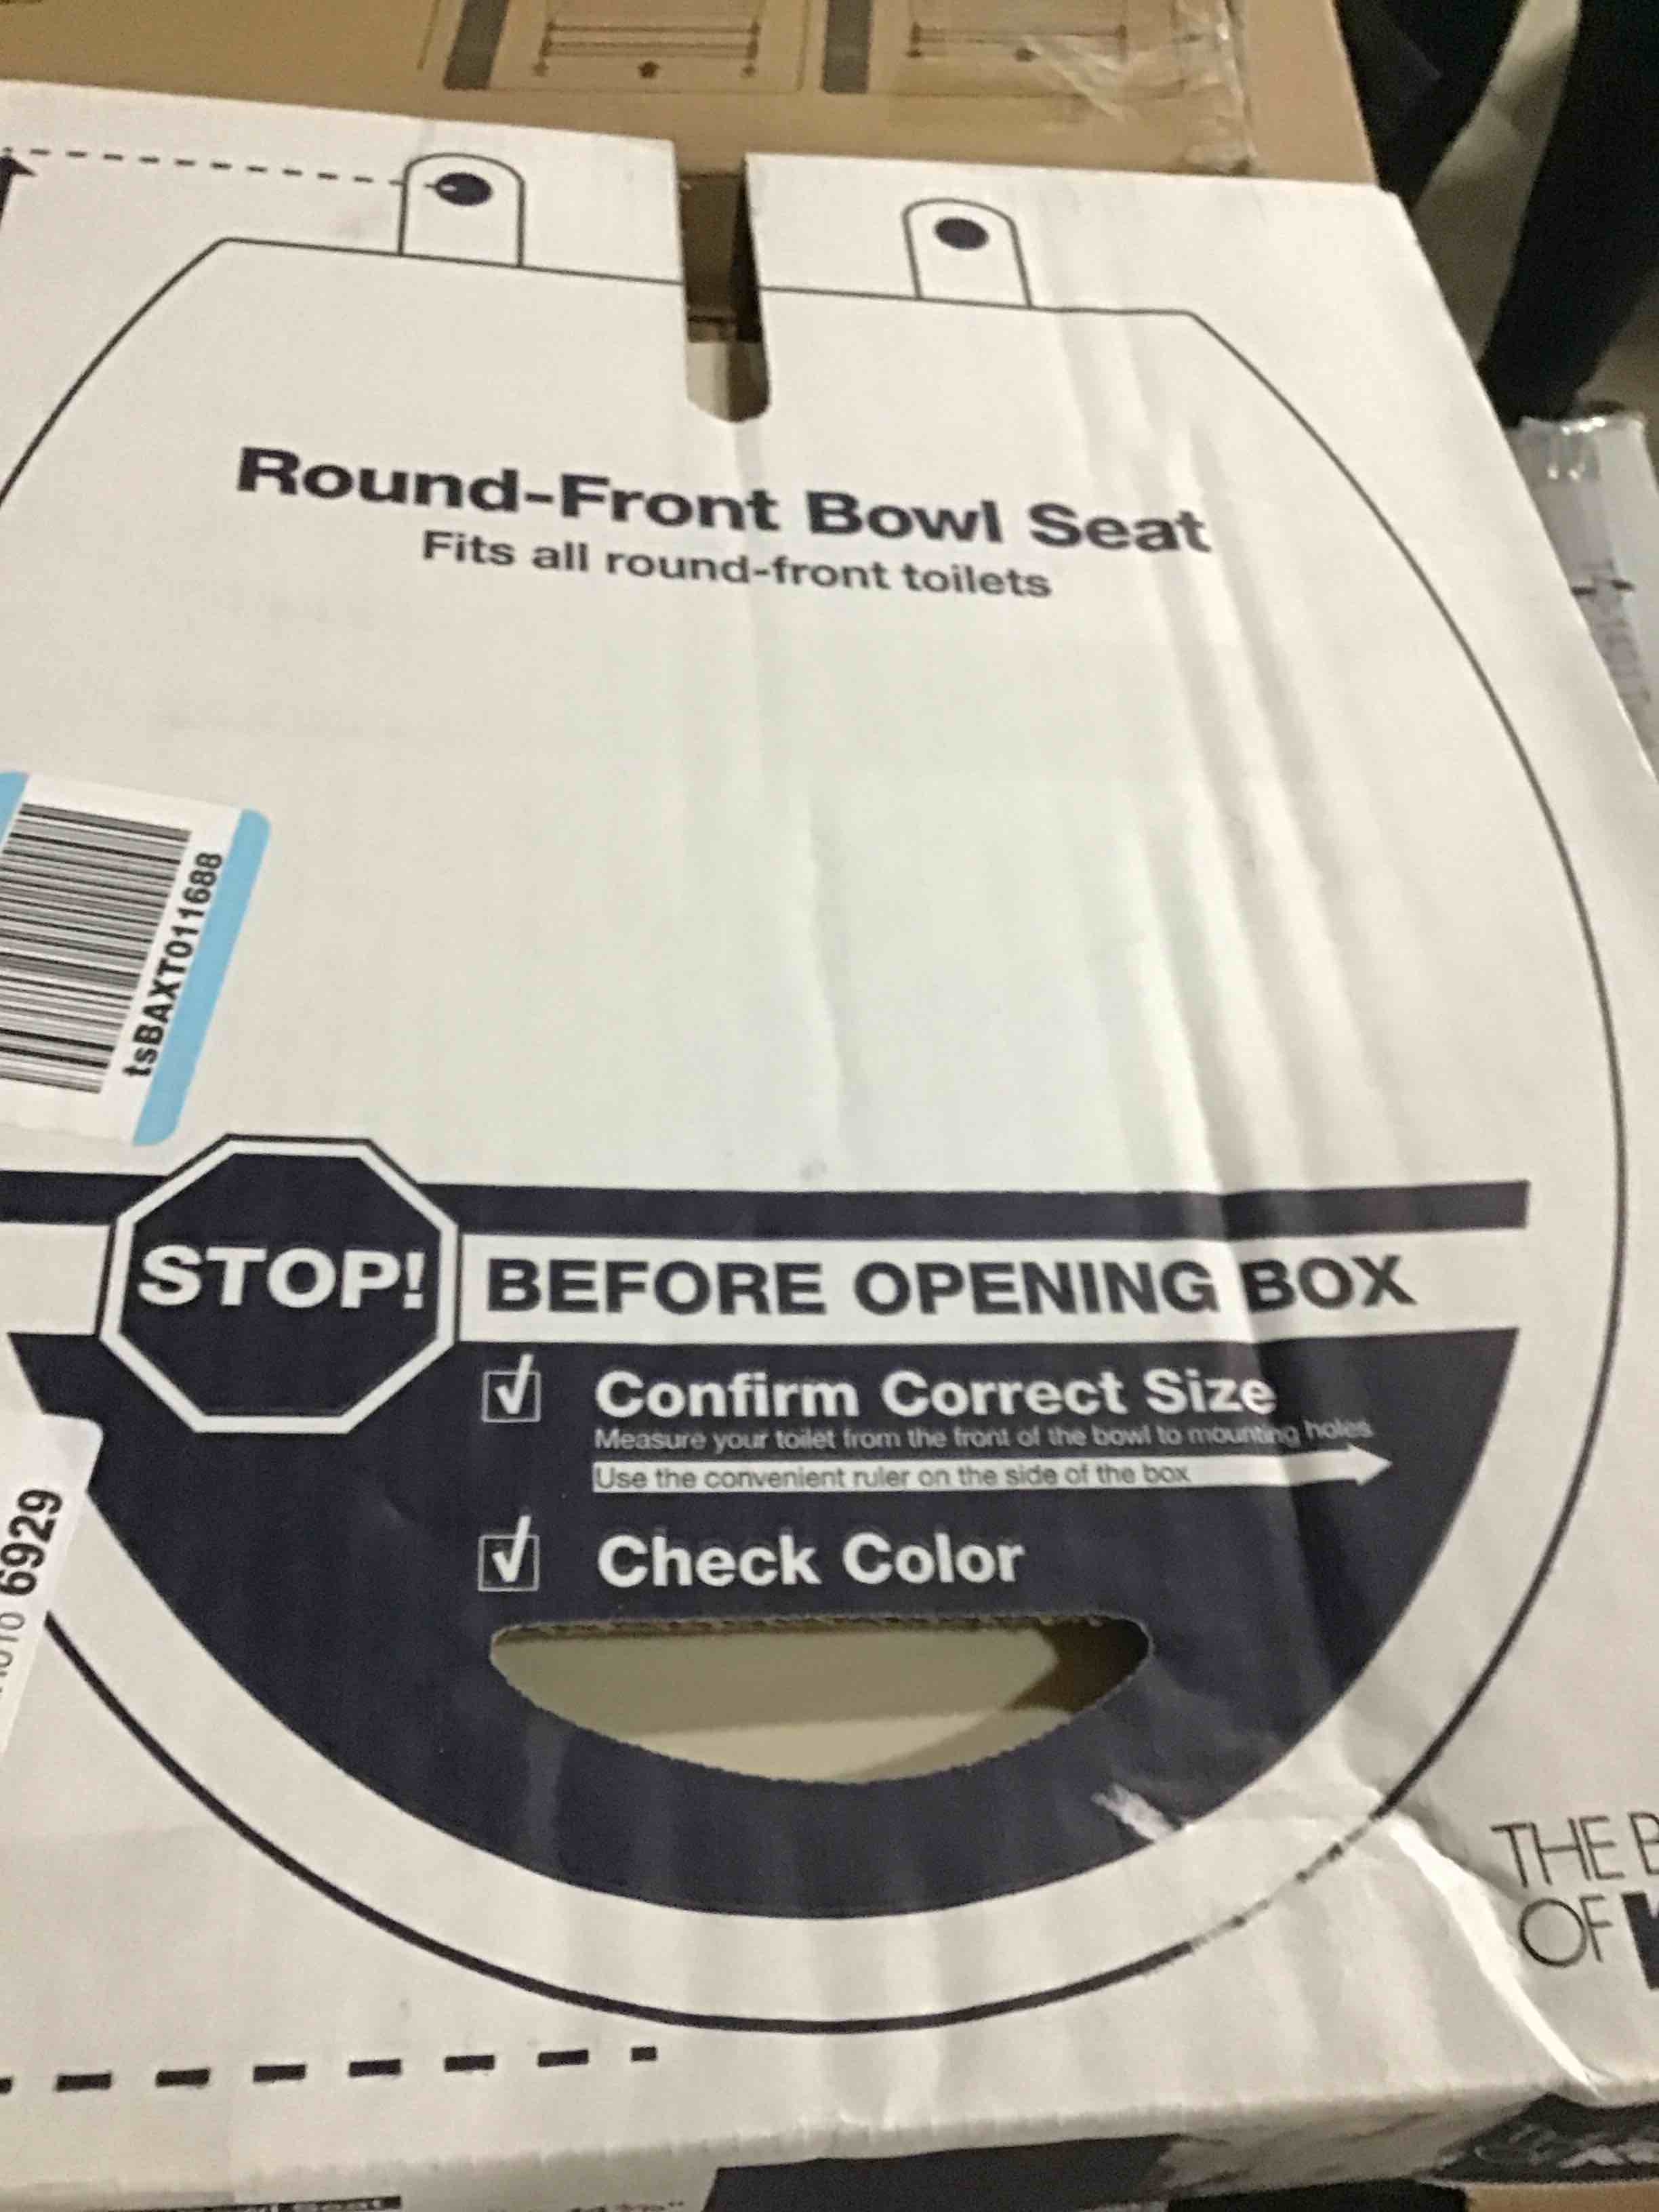 Round-Front Bowl Seat
Fits all round-front toilets
tsBAXT011688
STOP! BEFORE OPENING BOX
Confirm Correct Size
Measure your toilet from the front of the bowl to mounting holes
Use the convenient ruler on the side of the box
6929
Check Color
THE B
OF